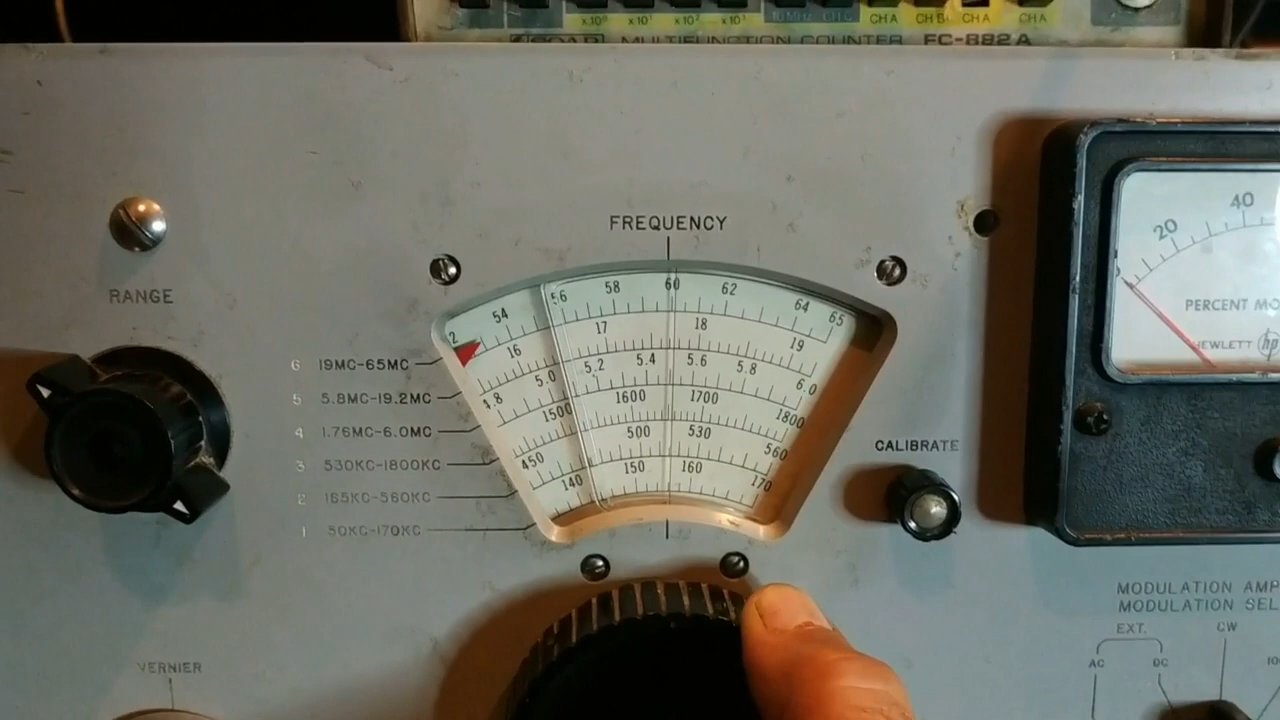 x10⁰ x10¹ x10² x10³ 10MHz CH A CH B CH A CH A
SOAR MULTIFUNCTION COUNTER FC-882A
FREQUENCY
RANGE
54 56 58 60 62 64 65
16 17 18 19
4.8 5.0 5.2 5.4 5.6 5.8 6.0
1500 1600 1700 1800
450 500 530 560
140 150 160 170
6 19MC-65MC
5 5.8MC-19.2MC
4 1.76MC-6.0MC
3 530KC-1800KC
2 165KC-560KC
1 50KC-170KC
20 40
PERCENT MO
HEWLETT hp
CALIBRATE
MODULATION AMP
MODULATION SEL
EXT. CW
AC DC
VERNIER